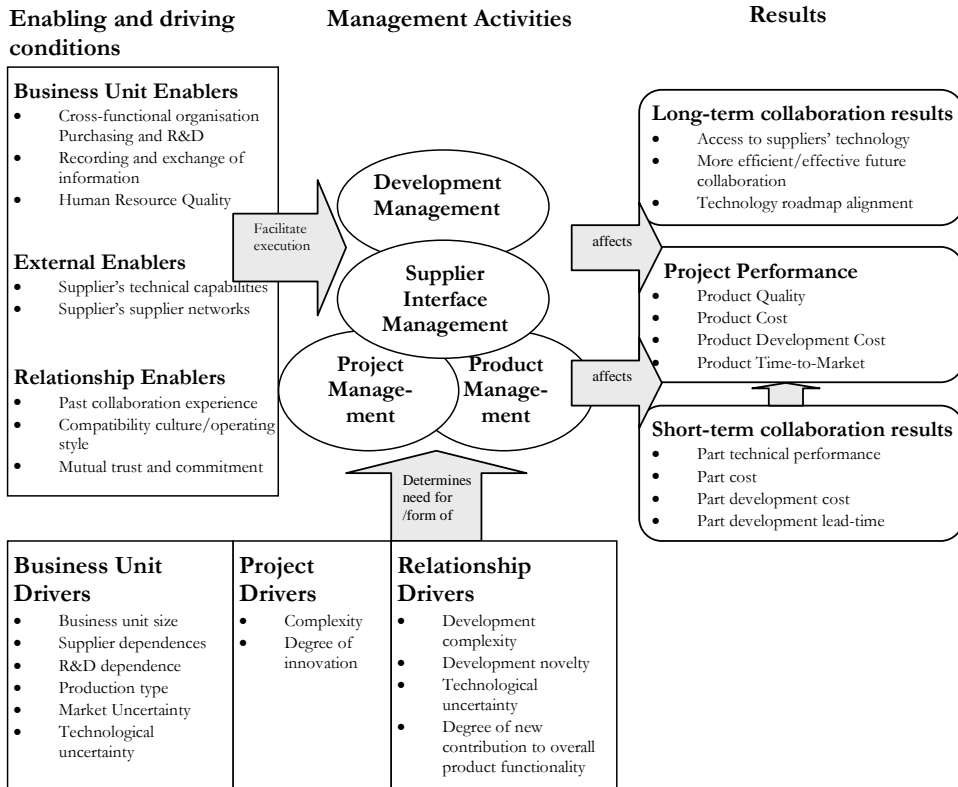 Enabling and driving
conditions
Business Unit Enablers
• Cross-functional organisation
Purchasing and R&D
• Recording and exchange of
information
• Human Resource Quality
External Enablers
• Supplier's technical capabilities
• Supplier's supplier networks
Relationship Enablers
• Past collaboration experience
• Compatibility culture/operating
style
• Mutual trust and commitment
Facilitate
execution
Management Activities
Development
Management
Supplier
Interface
Management
Project
Manage-
ment
Product
Manage-
ment
Determines
need for
/form of
affects
affects
Results
Long-term collaboration results
• Access to suppliers' technology
• More efficient/effective future
collaboration
• Technology roadmap alignment
Project Performance
• Product Quality
• Product Cost
• Product Development Cost
• Product Time-to-Market
Short-term collaboration results
• Part technical performance
• Part cost
• Part development cost
• Part development lead-time
Business Unit
Drivers
• Business unit size
• Supplier dependences
• R&D dependence
• Production type
• Market Uncertainty
• Technological
uncertainty
Project
Drivers
• Complexity
• Degree of
innovation
Relationship
Drivers
• Development
complexity
• Development novelty
• Technological
uncertainty
• Degree of new
contribution to overall
product functionality